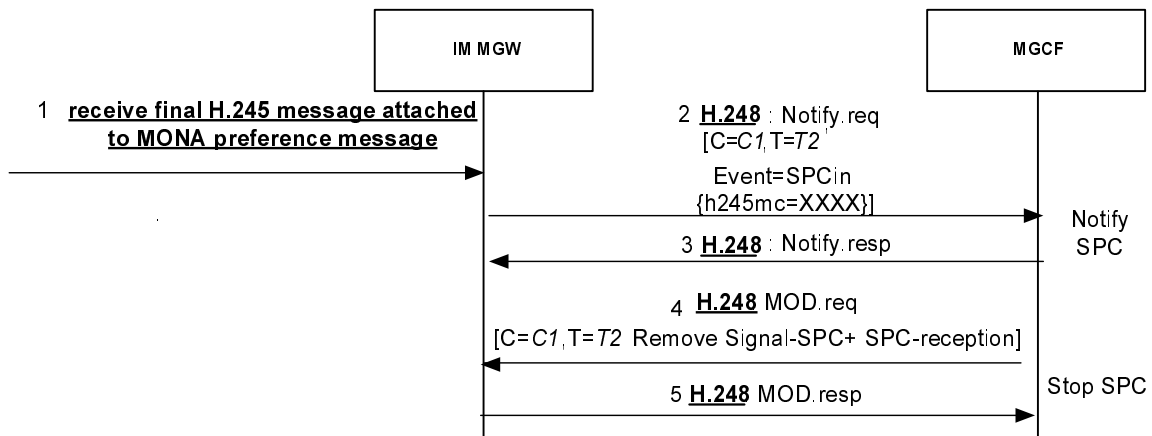 IM MGW
MGCF
1 receive final H.245 message attached
to MONA preference message
2 H.248 : Notify.req
[C=C1,T=T2 ,
Event=SPCin
{h245mc=XXXX}]
Notify
SPC
3 H.248 : Notify.resp
4 H.248 MOD.req
[C=C1,T=T2 Remove Signal-SPC+ SPC-reception]
Stop SPC
5 H.248 MOD.resp